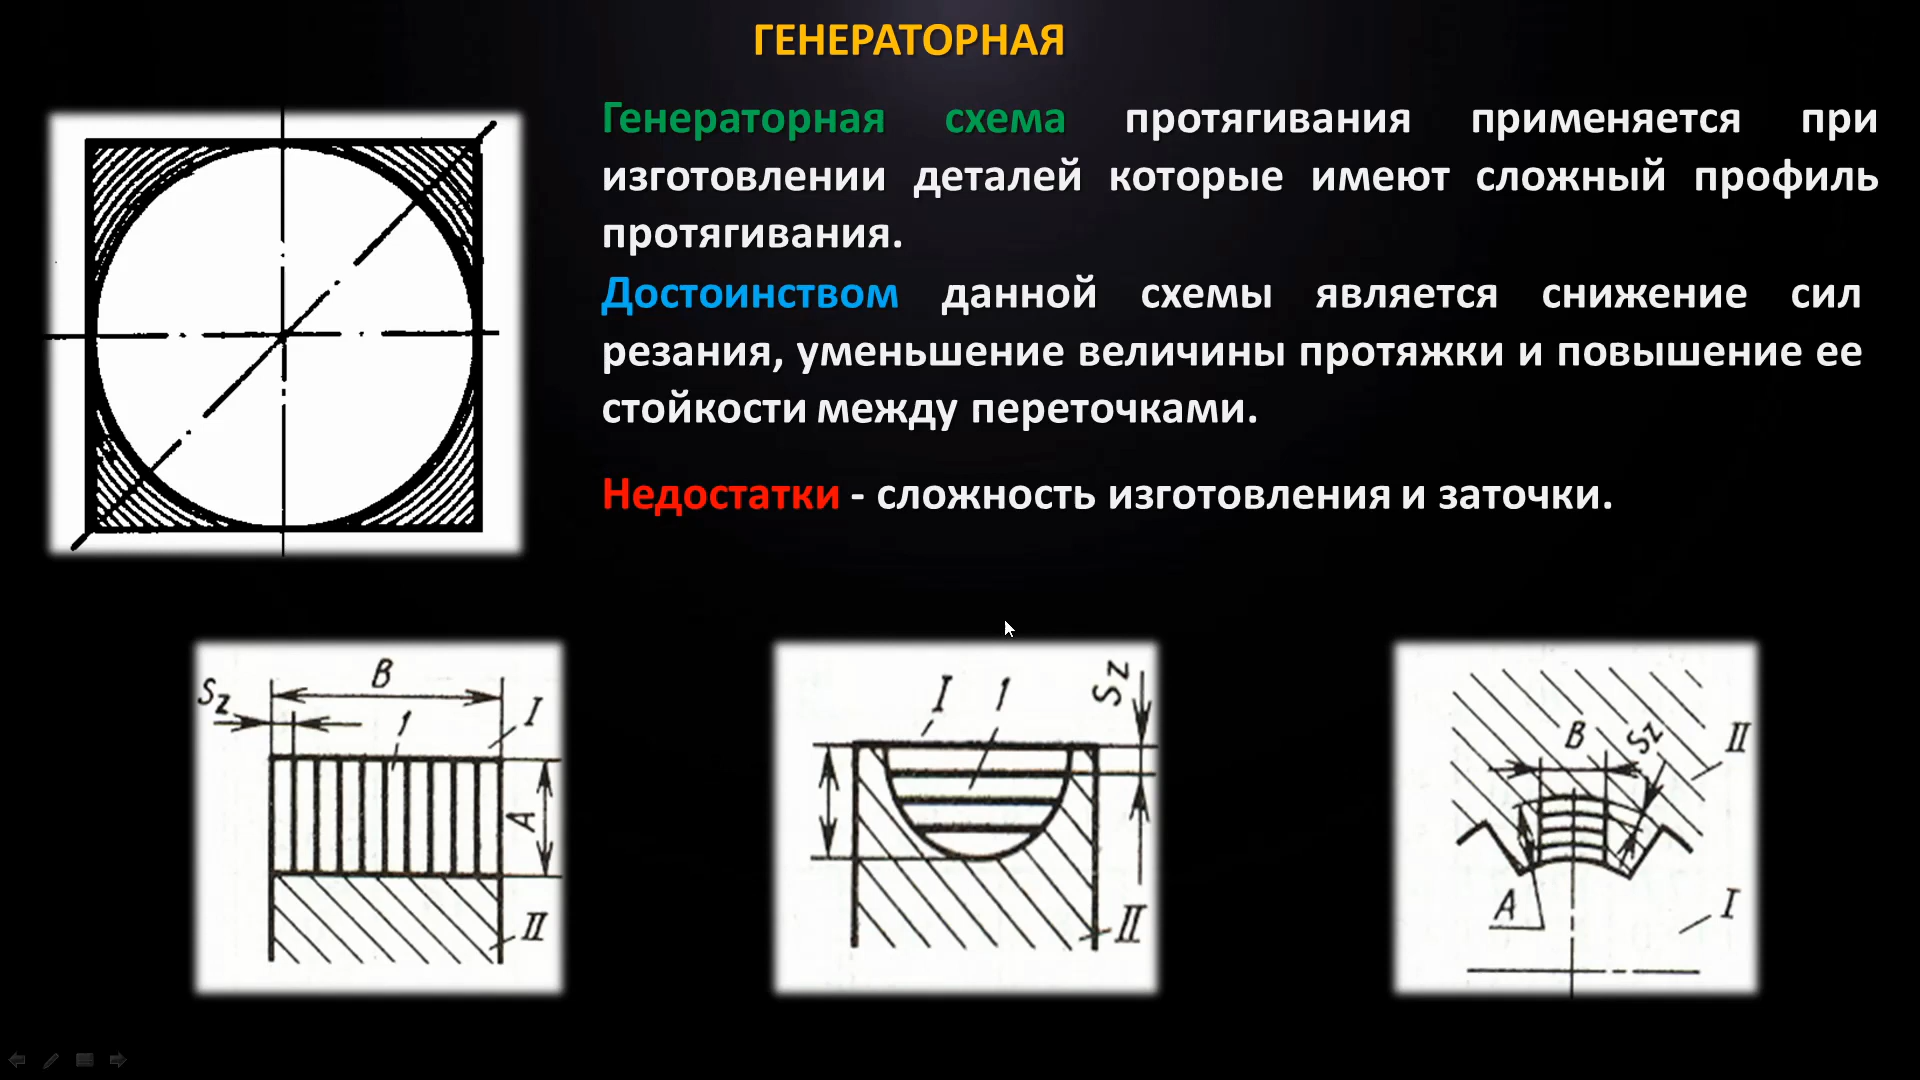 ГЕНЕРАТОРНАЯ
Генераторная схема протягивания применяется при
изготовлении деталей которые имеют сложный профиль
протягивания.
Достоинством данной схемы является снижение сил
резания, уменьшение величины протяжки и повышение ее
стойкости между переточками.
Недостатки - сложность изготовления и заточки.
B
Sz
1
I
A
II
I
1
Sz
II
B
Sz
II
A
I